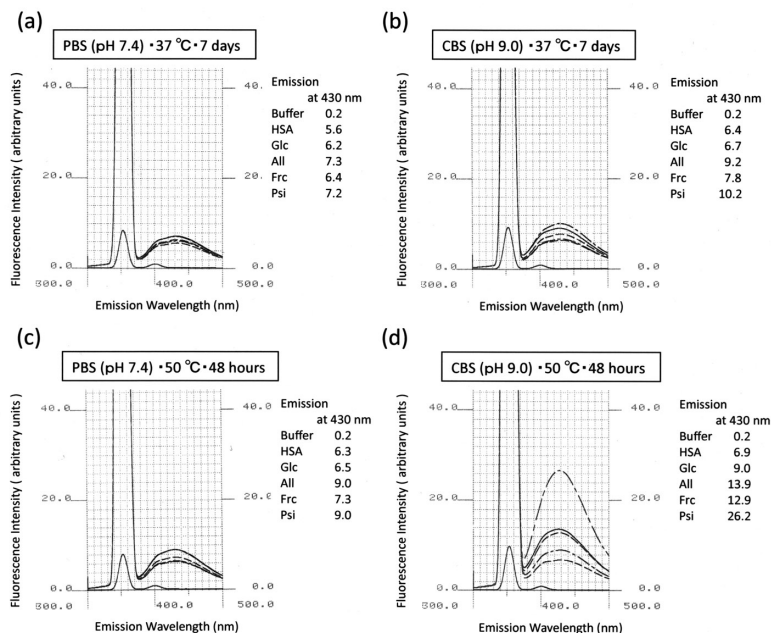 (a)
PBS (pH 7.4) ・37 ℃・7 days
Fluorescence Intensity ( arbitrary units )
40.0
20.0
0.0
300.0
40.
20.
0.0
400.0
500.0
Emission Wavelength (nm)
Emission
at 430 nm
Buffer 0.2
HSA 5.6
Glc 6.2
All 7.3
Frc 6.4
Psi 7.2
(b)
CBS (pH 9.0) ・37 ℃・7 days
Fluorescence Intensity ( arbitrary units )
40.0
20.0
0.0
300.0
40.
20.0
0.0
400.0
500.0
Emission Wavelength (nm)
Emission
at 430 nm
Buffer 0.2
HSA 6.4
Glc 6.7
All 9.2
Frc 7.8
Psi 10.2
(c)
PBS (pH 7.4) ・50 ℃・48 hours
Fluorescence Intensity ( arbitrary units )
40.0
20.0
0.0
300.0
40.
20.
0.0
400.0
500.0
Emission Wavelength (nm)
Emission
at 430 nm
Buffer 0.2
HSA 6.3
Glc 6.5
All 9.0
Frc 7.3
Psi 9.0
(d)
CBS (pH 9.0) ・50 ℃・48 hours
Fluorescence Intensity ( arbitrary units )
40.0
20.0
0.0
300.0
40.0
20.0
0.0
400.0
500.0
Emission Wavelength (nm)
Emission
at 430 nm
Buffer 0.2
HSA 6.9
Glc 9.0
All 13.9
Frc 12.9
Psi 26.2